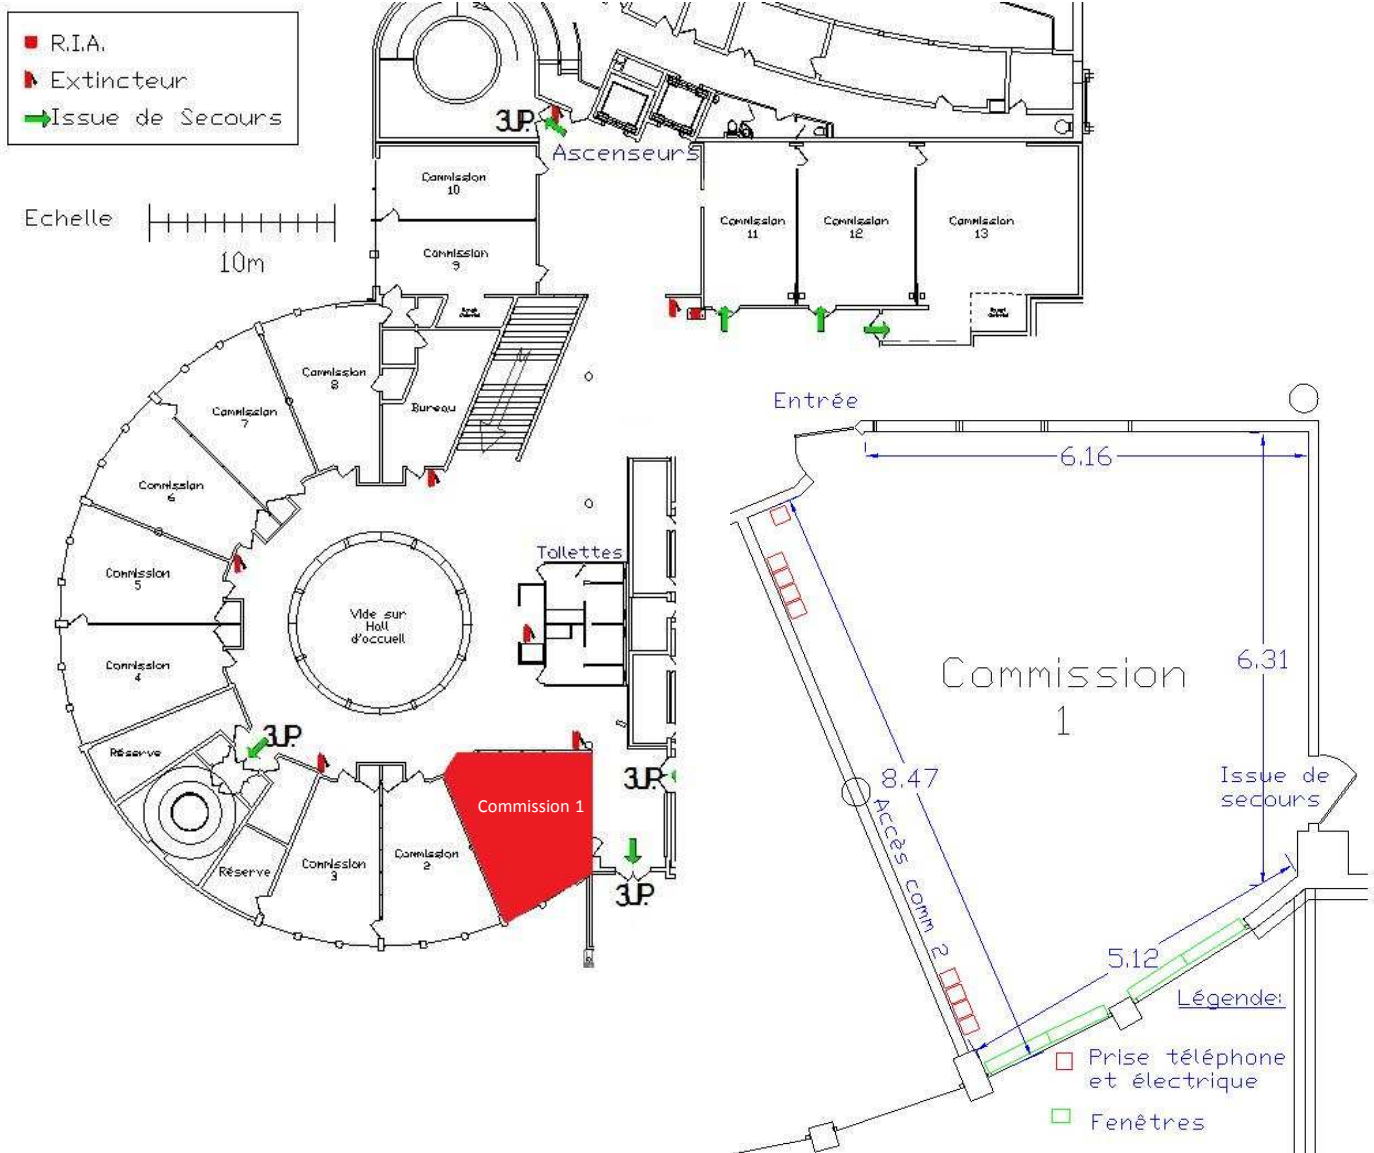 R.I.A.
Extincteur
Issue de Secours
3U.P.
Ascenseurs
Echelle
10m
Commission
10
Commission
9
Commission
11
Commission
12
Commission
13
Commission
8
Commission
7
Bureau
Commission
6
Commission
5
Commission
4
Vide sur
Hall
d'accueil
Toilettes
Réserve
3U.P.
Réserve
Commission
3
Commission
2
Commission 1
3U.P.
3U.P.
Entrée
6.16
6.31
Commission
1
8.47
Accès comm 2
Issue de
secours
5.12
Légende:
Prise téléphone
et électrique
Fenêtres